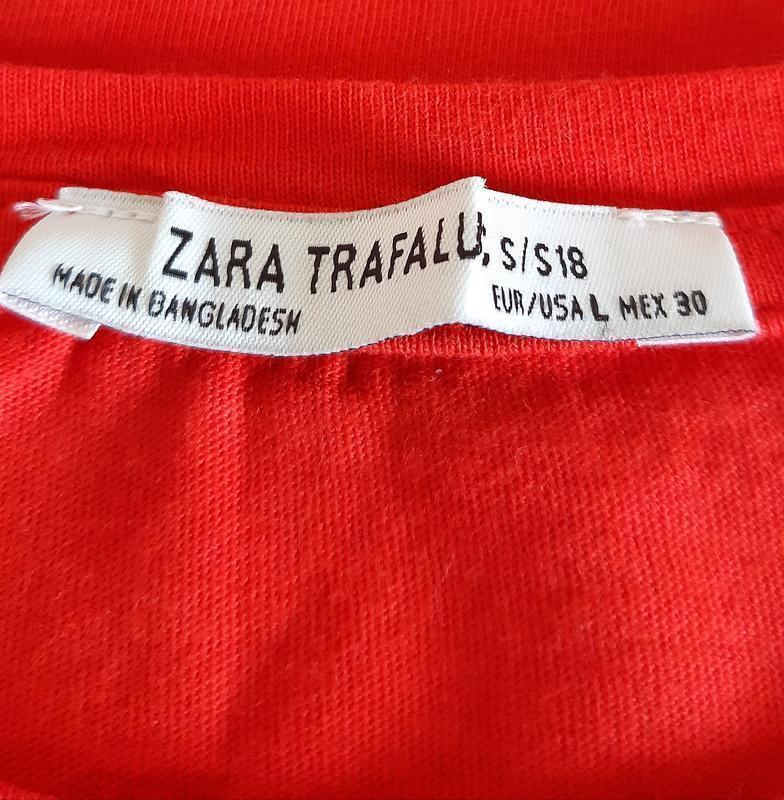 ZARA TRAFALU, S/S18
MADE IN BANGLADESH
EUR/USA L MEX 30